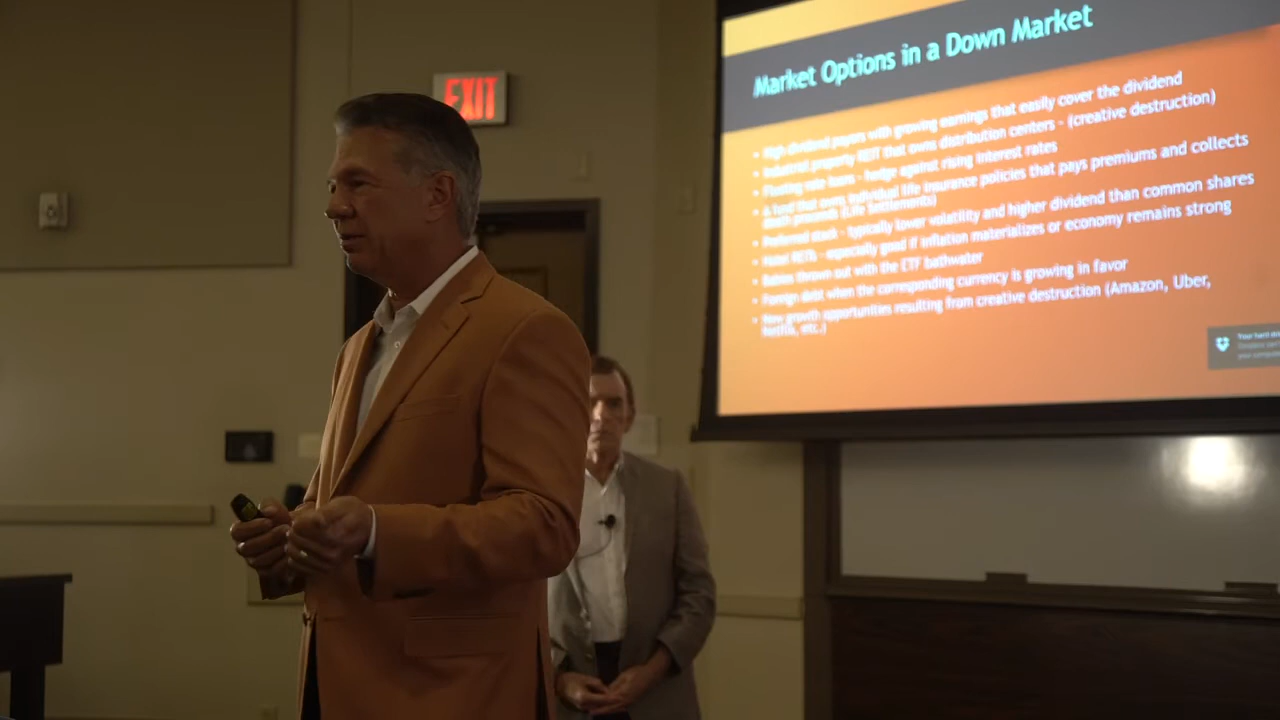 EXIT
Market Options in a Down Market
• High dividend payers with growing earnings that easily cover the dividend
• Industrial property REIT that owns distribution centers - (creative destruction)
• Floating rate loans - hedge against rising interest rates
• A fund that owns individual life insurance policies that pays premiums and collects
death proceeds (Life Settlements)
• Preferred stock - typically lower volatility and higher dividend than common shares
• Hotel REITs - especially good if inflation materializes or economy remains strong
• Babies thrown out with the ETF bathwater
• Foreign debt when the corresponding currency is growing in favor
• New growth opportunities resulting from creative destruction (Amazon, Uber,
Netflix, etc.)
Your hard